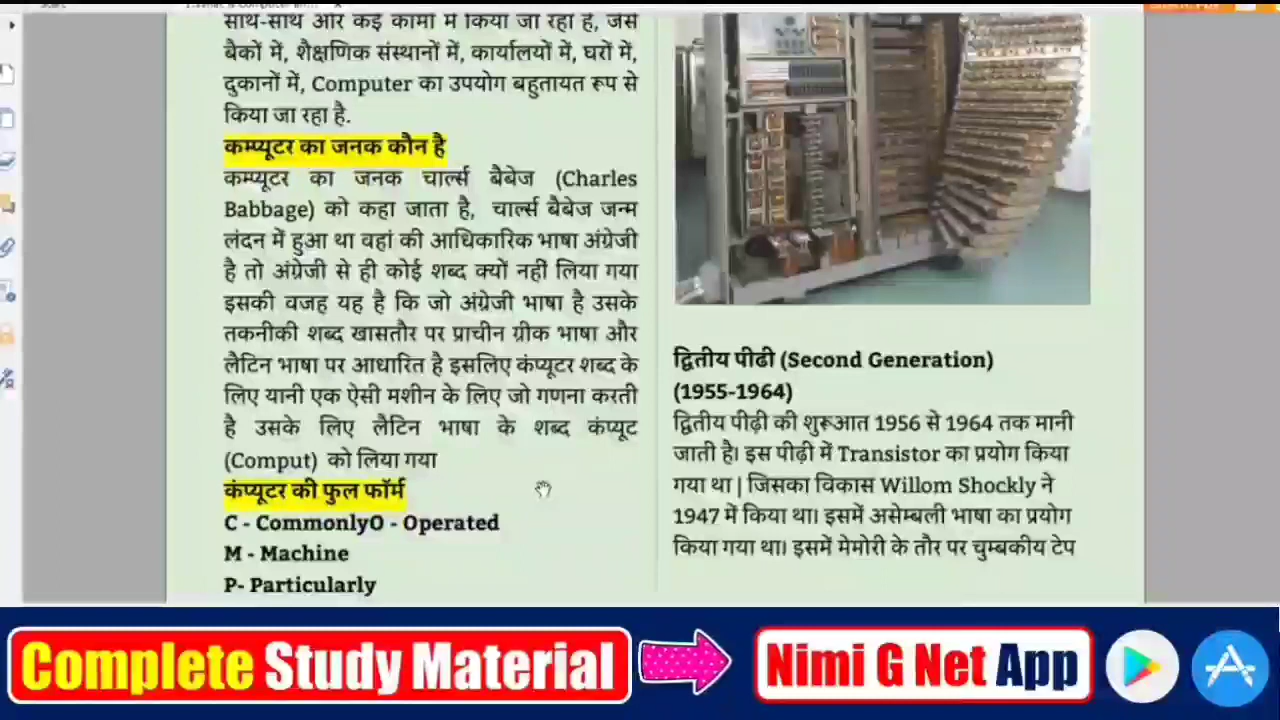 साथ-साथ और कई कामों में किया जा रहा है, जैसे
बैकों में, शैक्षणिक संस्थानों में, कार्यालयों में, घरों में,
दुकानों में, Computer का उपयोग बहुतायत रूप से
किया जा रहा है.
कम्प्यूटर का जनक कौन है
कम्प्यूटर का जनक चार्ल्स बैबेज (Charles
Babbage) को कहा जाता है, चार्ल्स बैबेज जन्म
लंदन में हुआ था वहां की आधिकारिक भाषा अंग्रेजी
है तो अंग्रेजी से ही कोई शब्द क्यों नहीं लिया गया
इसकी वजह यह है कि जो अंग्रेजी भाषा है उसके
तकनीकी शब्द खासतौर पर प्राचीन ग्रीक भाषा और
लैटिन भाषा पर आधारित है इसलिए कंप्यूटर शब्द के
लिए यानी एक ऐसी मशीन के लिए जो गणना करती
है उसके लिए लैटिन भाषा के शब्द कंप्यूट
(Comput) को लिया गया
कंप्यूटर की फुल फॉर्म
C - CommonlyO - Operated
M - Machine
P- Particularly
द्वितीय पीढी (Second Generation)
(1955-1964)
द्वितीय पीढ़ी की शुरूआत 1956 से 1964 तक मानी
जाती है। इस पीढ़ी में Transistor का प्रयोग किया
गया था | जिसका विकास Willom Shockly ने
1947 में किया था। इसमें असेम्बली भाषा का प्रयोग
किया गया था। इसमें मेमोरी के तौर पर चुम्बकीय टेप
Complete Study Material
Nimi G Net App